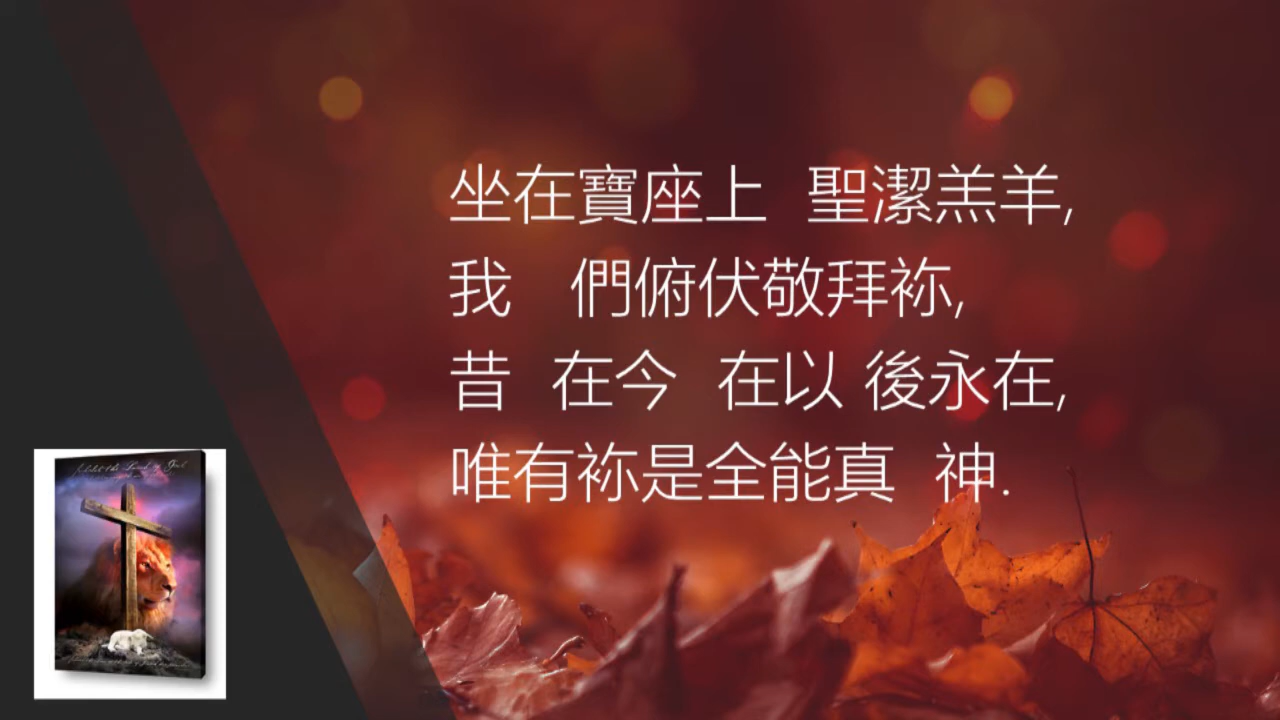 坐在寶座上 聖潔羔羊,
我 們俯伏敬拜祢,
昔 在今 在以 後永在,
唯有祢是全能真 神.